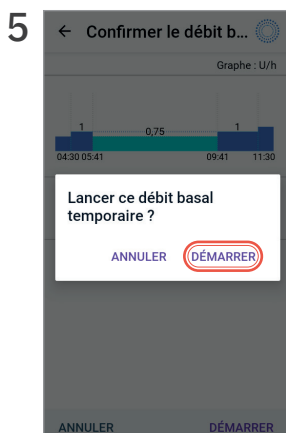 5
← Confirmer le débit b...
Graphe : U/h
1 0,75 1
04:30 05:41 09:41 11:30
Lancer ce débit basal
temporaire ?
ANNULER DÉMARRER
ANNULER DÉMARRER